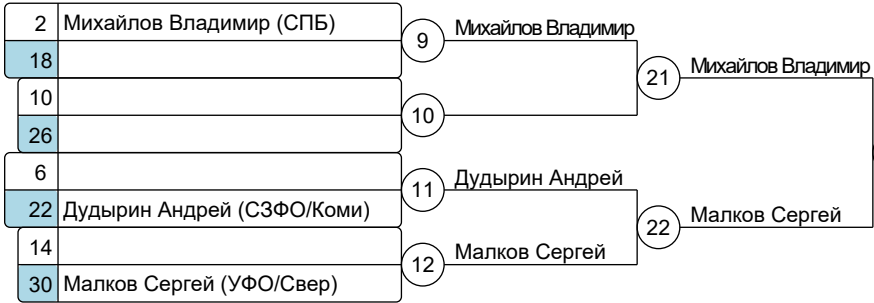 2 Михайлов Владимир (СПБ)
9 Михайлов Владимир
18
21 Михайлов Владимир
10
10
26
6
11 Дудырин Андрей
22 Дудырин Андрей (СЗФО/Коми)
22 Малков Сергей
14
12 Малков Сергей
30 Малков Сергей (УФО/Свер)